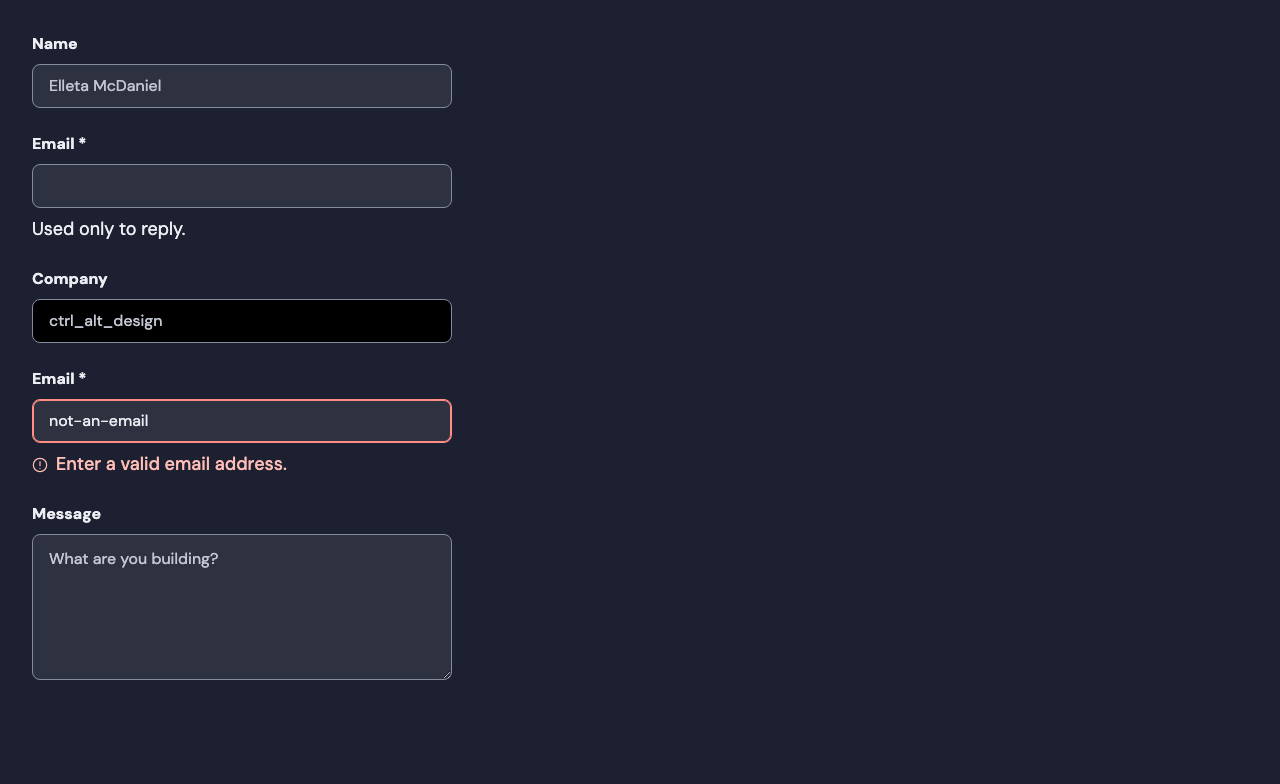 Name
Elleta McDaniel
Email *
Used only to reply.
Company
ctrl_alt_design
Email *
not-an-email
Enter a valid email address.
Message
What are you building?